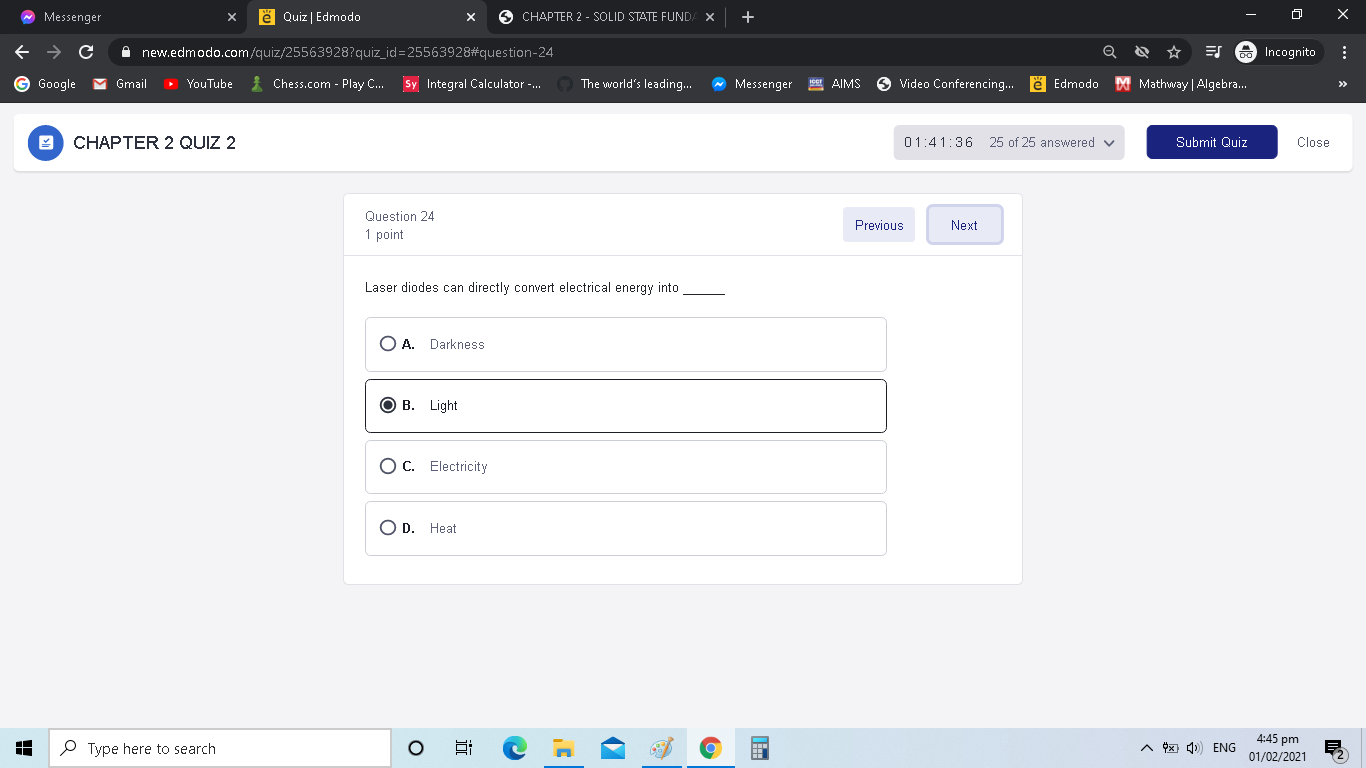 Messenger
Quiz | Edmodo
CHAPTER 2 - SOLID STATE FUND
new.edmodo.com/quiz/25563928?quiz_id=25563928#question-24
Incognito
Google
Gmail
YouTube
Chess.com - Play C...
Sy
Integral Calculator -...
The world's leading...
Messenger
AIMS
Video Conferencing...
Edmodo
Mathway | Algebra...
»
CHAPTER 2 QUIZ 2
01:41:36 25 of 25 answered
Submit Quiz
Close
Question 24
1 point
Previous
Next
Laser diodes can directly convert electrical energy into ______
A. Darkness
B. Light
C. Electricity
D. Heat
Type here to search
ENG
4:45 pm
01/02/2021
2